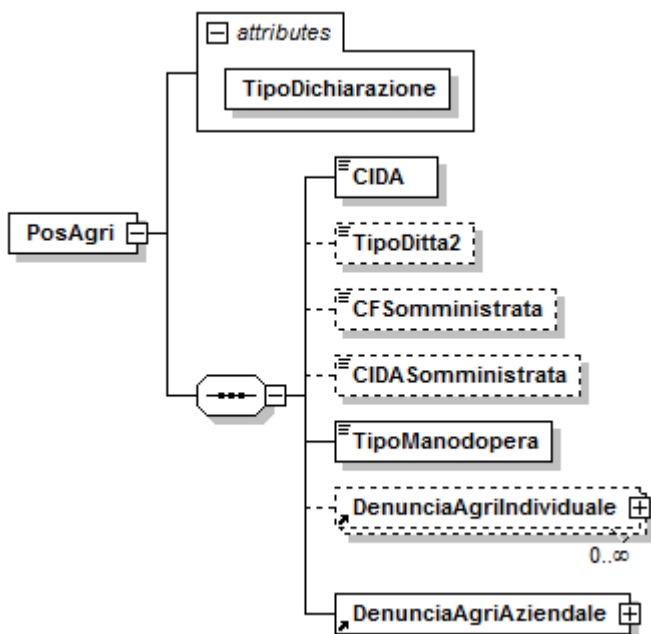 attributes
TipoDichiarazione
CIDA
PosAgri
TipoDitta2
CFSomministrata
CIDASomministrata
TipoManodopera
DenunciaAgriIndividuale
0..∞
DenunciaAgriAziendale